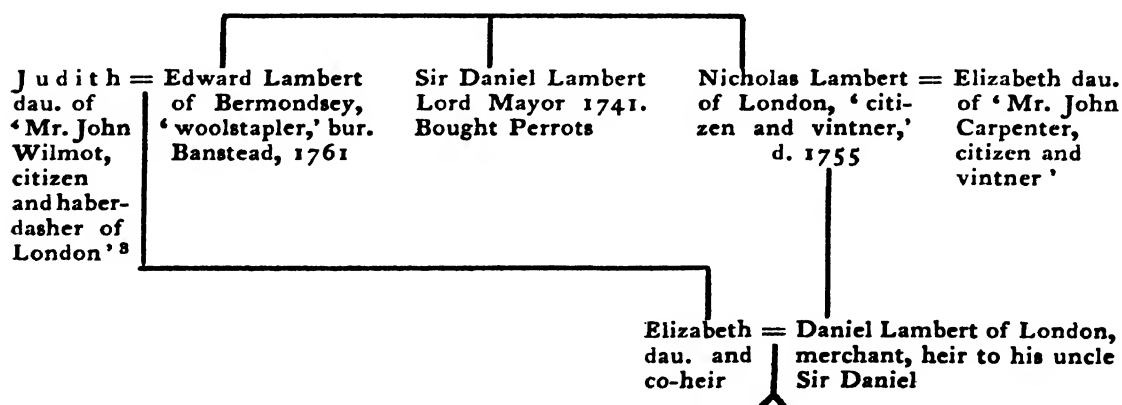 Judith =
dau. of
‘Mr. John
Wilmot,
citizen
and haber-
dasher of
London’ 3
Edward Lambert
of Bermondsey,
‘woolstapler,’ bur.
Banstead, 1761
Sir Daniel Lambert
Lord Mayor 1741.
Bought Perrots
Nicholas Lambert =
of London, ‘citi-
zen and vintner,’
d. 1755
Elizabeth dau.
of ‘Mr. John
Carpenter,
citizen and
vintner’
Elizabeth =
dau. and
co-heir
Daniel Lambert of London,
merchant, heir to his uncle
Sir Daniel